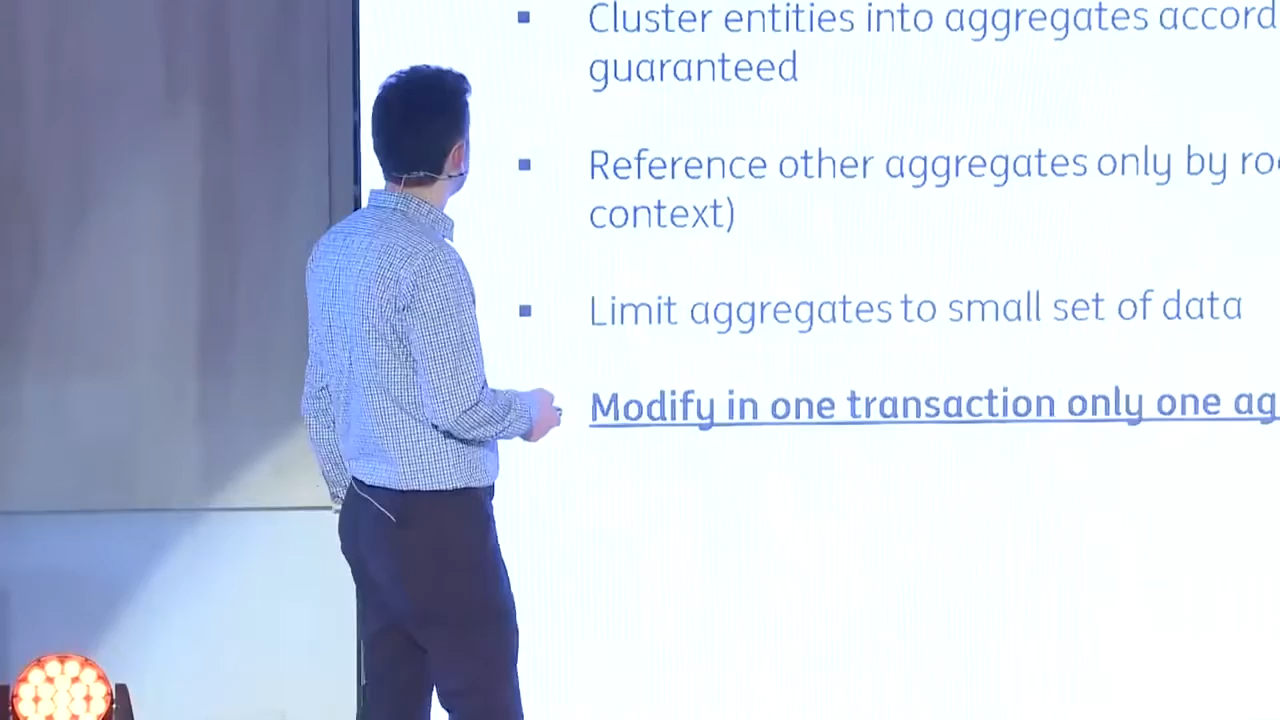 Cluster entities into aggregates accord
guaranteed
Reference other aggregates only by ro
context)
Limit aggregates to small set of data
Modify in one transaction only one ag